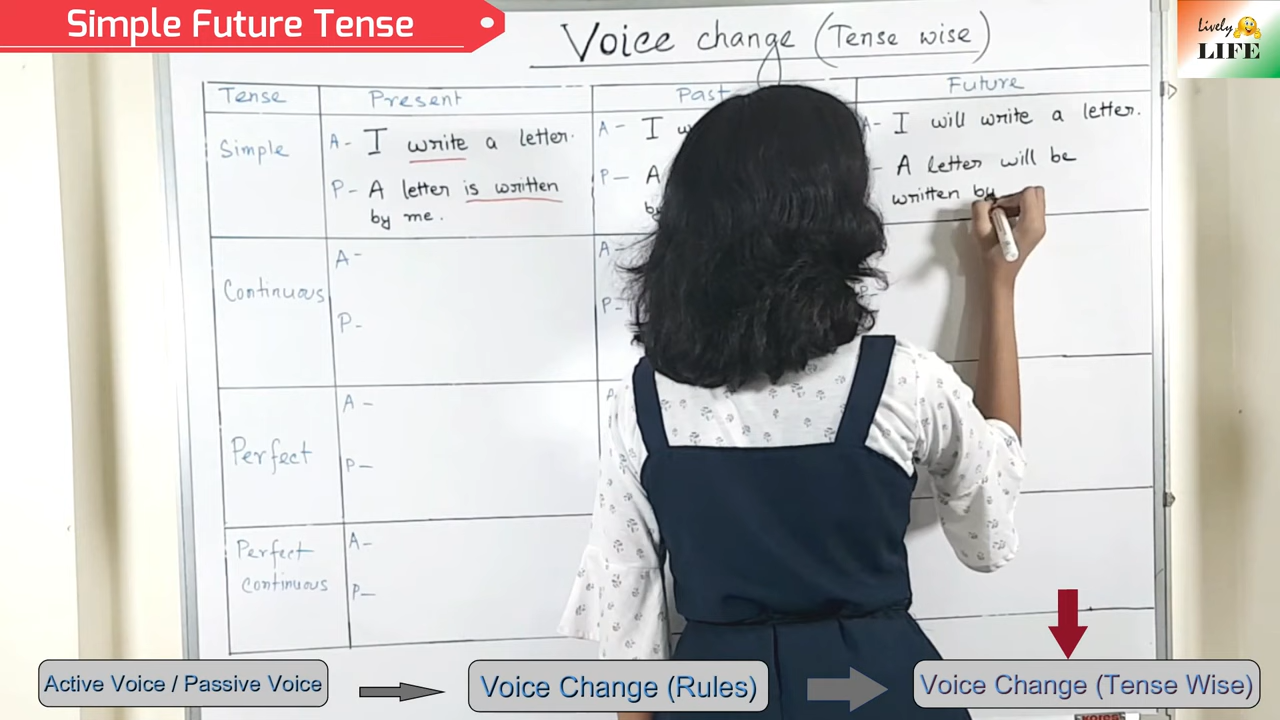 Simple Future Tense
Lively
LIFE
Voice change (Tense wise)
Tense
Present
Past
Future
Simple
A- I write a letter.
P- A letter is written
by me.
A- I
P- A
A- I will write a letter.
- A letter will be
written by
Continuous
A-
P-
A-
P-
P-
Perfect
A-
P-
A
Perfect
continuous
A-
P-
Active Voice / Passive Voice
Voice Change (Rules)
Voice Change (Tense Wise)